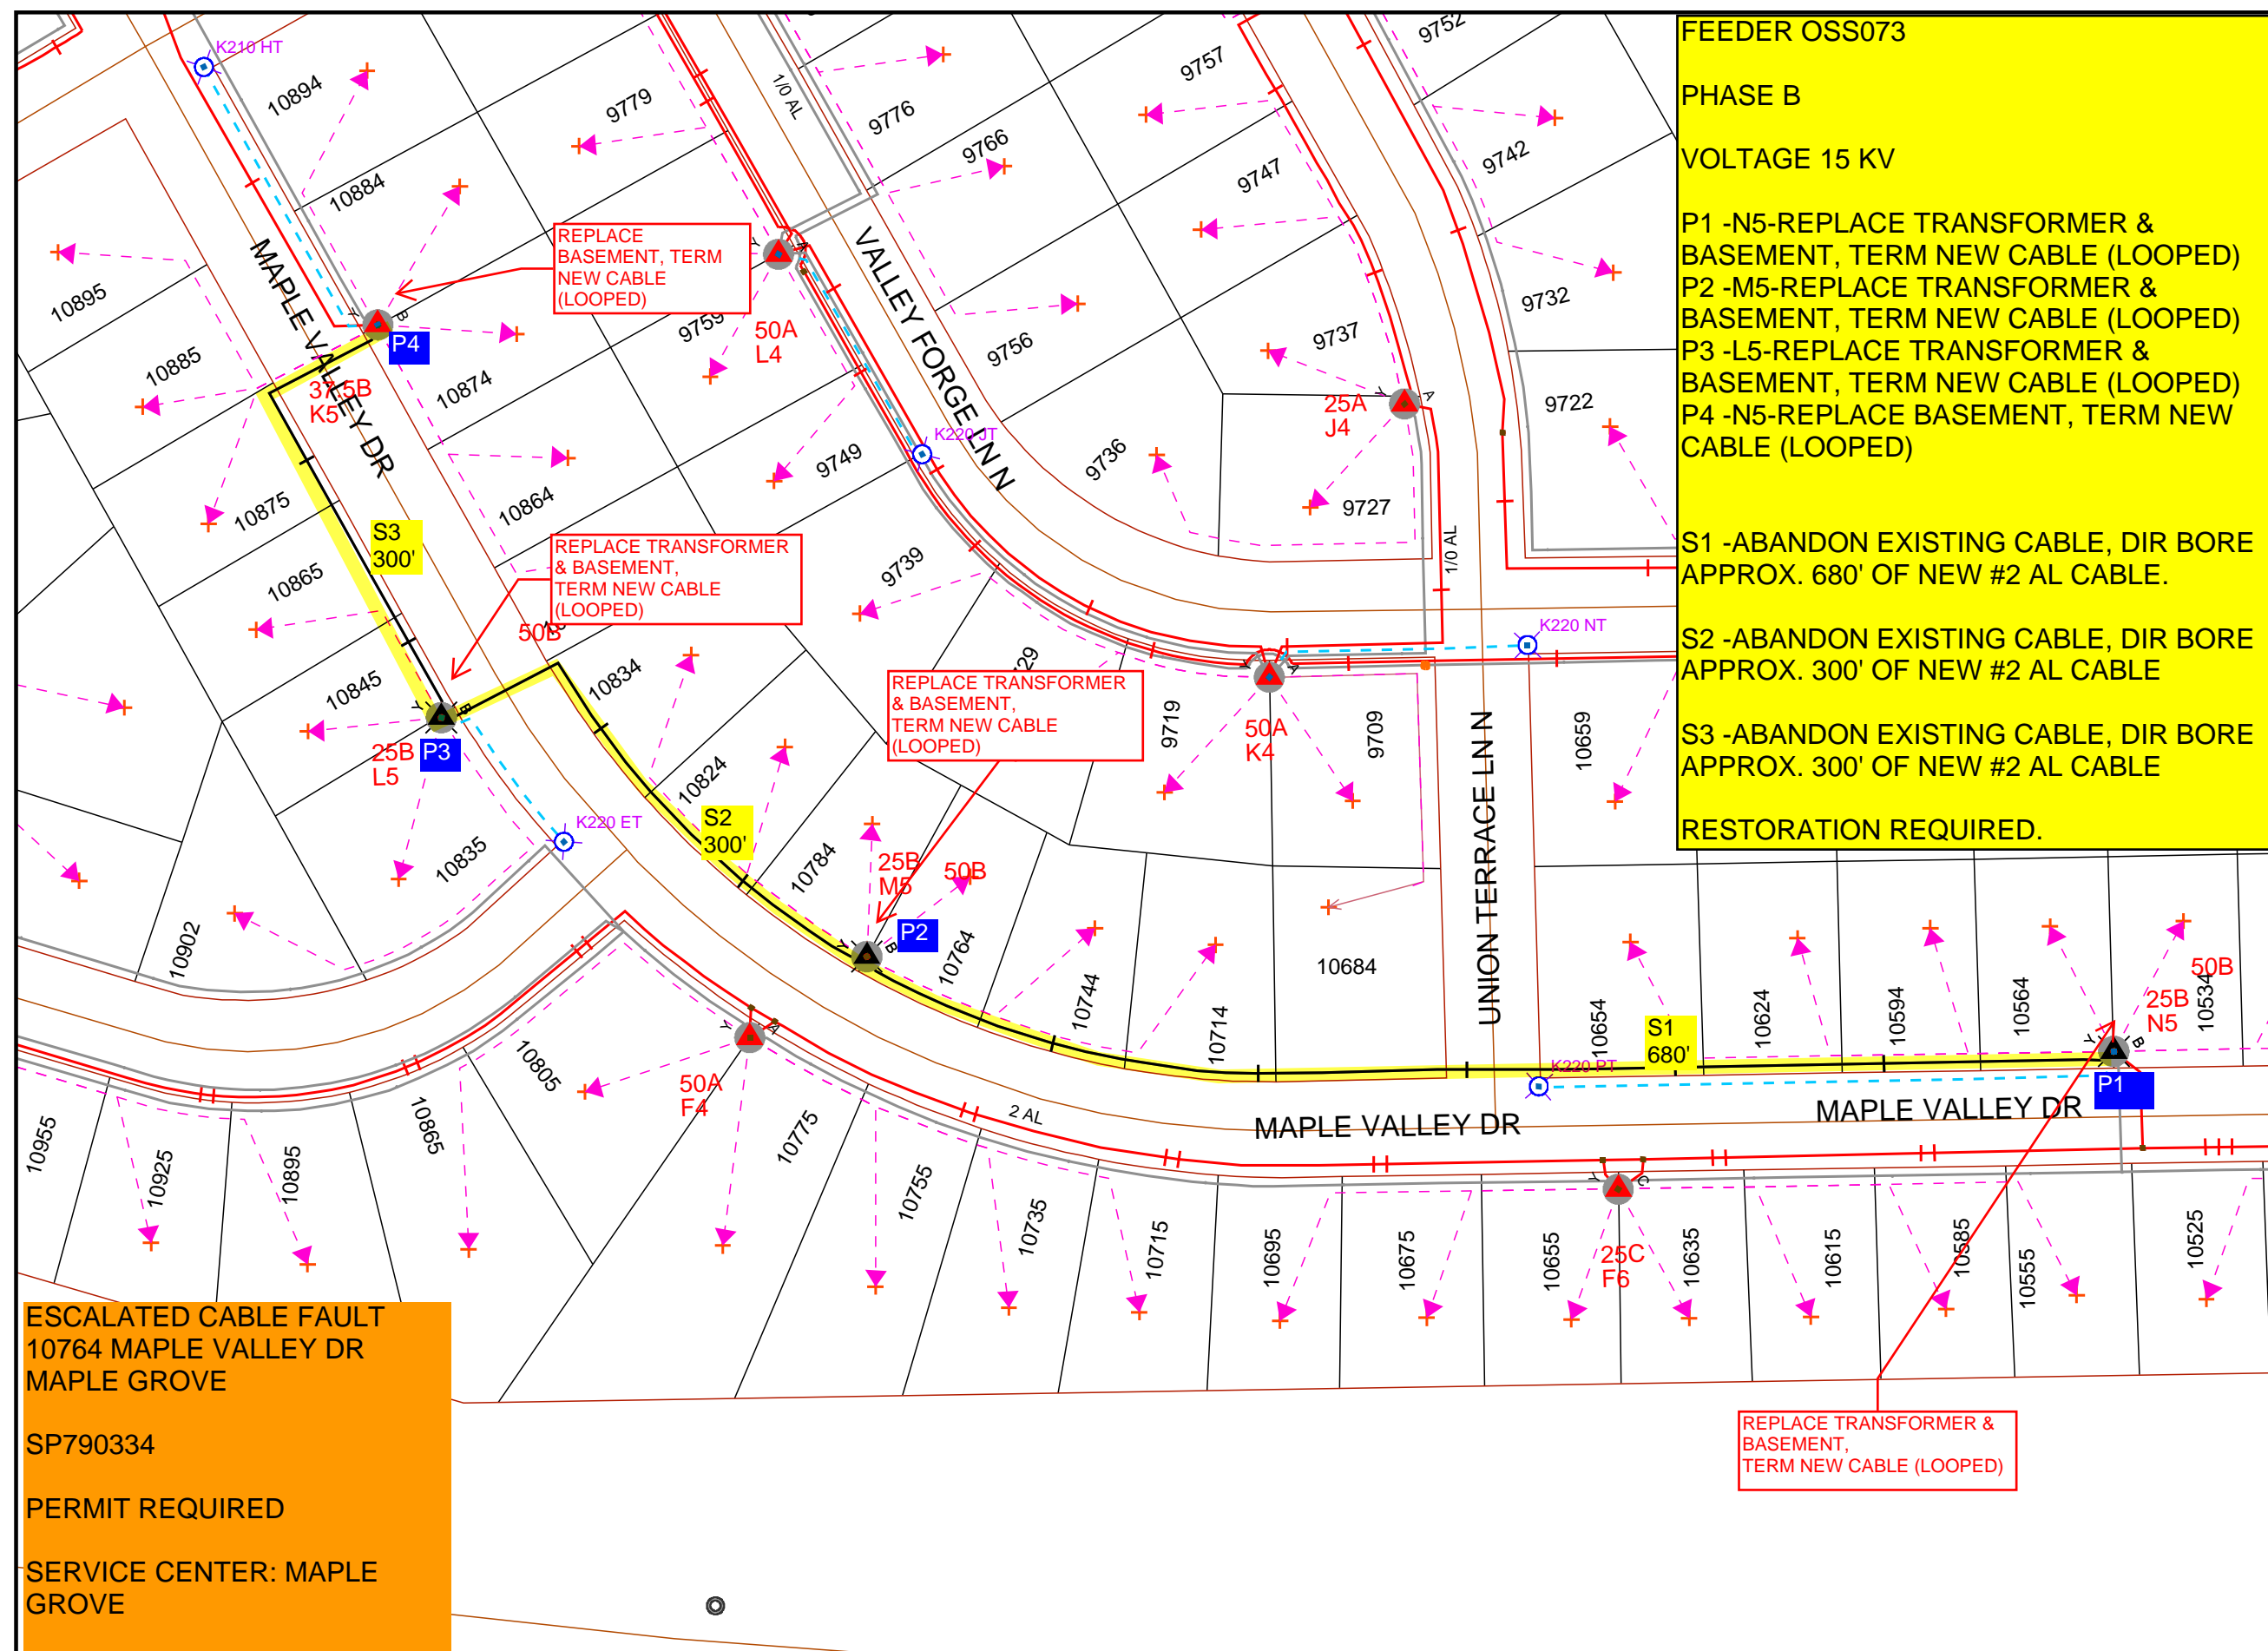 FEEDER OSS073
PHASE B
VOLTAGE 15 KV
P1 -N5-REPLACE TRANSFORMER &
BASEMENT, TERM NEW CABLE (LOOPED)
P2 -M5-REPLACE TRANSFORMER &
BASEMENT, TERM NEW CABLE (LOOPED)
P3 -L5-REPLACE TRANSFORMER &
BASEMENT, TERM NEW CABLE (LOOPED)
P4 -N5-REPLACE BASEMENT, TERM NEW
CABLE (LOOPED)
S1 -ABANDON EXISTING CABLE, DIR BORE
APPROX. 680' OF NEW #2 AL CABLE.
S2 -ABANDON EXISTING CABLE, DIR BORE
APPROX. 300' OF NEW #2 AL CABLE
S3 -ABANDON EXISTING CABLE, DIR BORE
APPROX. 300' OF NEW #2 AL CABLE
RESTORATION REQUIRED.
K210 HT
10894
9779
1/0 AL
9776
9766
9757
9747
9752
9742
10884
REPLACE
BASEMENT, TERM
NEW CABLE
(LOOPED)
Y
A
VALLEY FORGE LN N
9732
10895
MAPLE VALLEY DR
Y
B
P4
9759
50A
L4
9756
9737
Y
A
10885
37.5B
K5
10874
25A
J4
9722
K220 JT
9749
9736
9727
10875
S3
300'
10864
1/0 AL
10865
REPLACE TRANSFORMER
& BASEMENT,
TERM NEW CABLE
(LOOPED)
50B
9739
K220 NT
10845
Y
B
10834
REPLACE TRANSFORMER
& BASEMENT,
TERM NEW CABLE
(LOOPED)
Y
A
25B
L5
P3
10824
9719
50A
K4
9709
UNION TERRACE LN N
10659
S2
300'
K220 ET
10835
10784
25B
M5
50B
P2
Y
B
10902
10764
10744
10714
10684
10654
S1
680'
10624
10594
10564
25B
N5
50B
10534
Y
B
P1
K220 PT
MAPLE VALLEY DR
MAPLE VALLEY DR
10805
Y
A
50A
F4
2 AL
10955
10925
10895
10865
10775
10755
10735
10715
10695
10675
10655
Y
C
25C
F6
10635
10615
10585
10555
10525
ESCALATED CABLE FAULT
10764 MAPLE VALLEY DR
MAPLE GROVE
SP790334
PERMIT REQUIRED
SERVICE CENTER: MAPLE
GROVE
REPLACE TRANSFORMER &
BASEMENT,
TERM NEW CABLE (LOOPED)